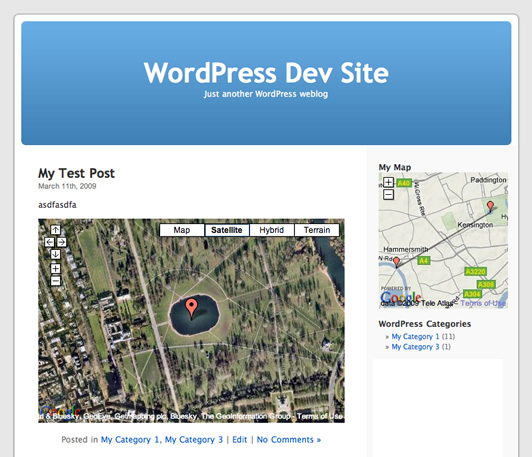 WordPress Dev Site
Just another WordPress weblog
My Test Post
March 11th, 2009
asdfasdfa
Map
Satellite
Hybrid
Terrain
d & Bluesky, GeoEye, Getmapping plc, Bluesky, The GeoInformation Group - Terms of Use
Posted in My Category 1, My Category 3 | Edit | No Comments »
My Map
A40
Paddington
Kensington
Hammersmith
A4
A3220
A308
A304
POWERED BY
Google
data ©2009 Tele Atlas - Terms of Use
WordPress Categories
» My Category 1 (11)
» My Category 3 (1)